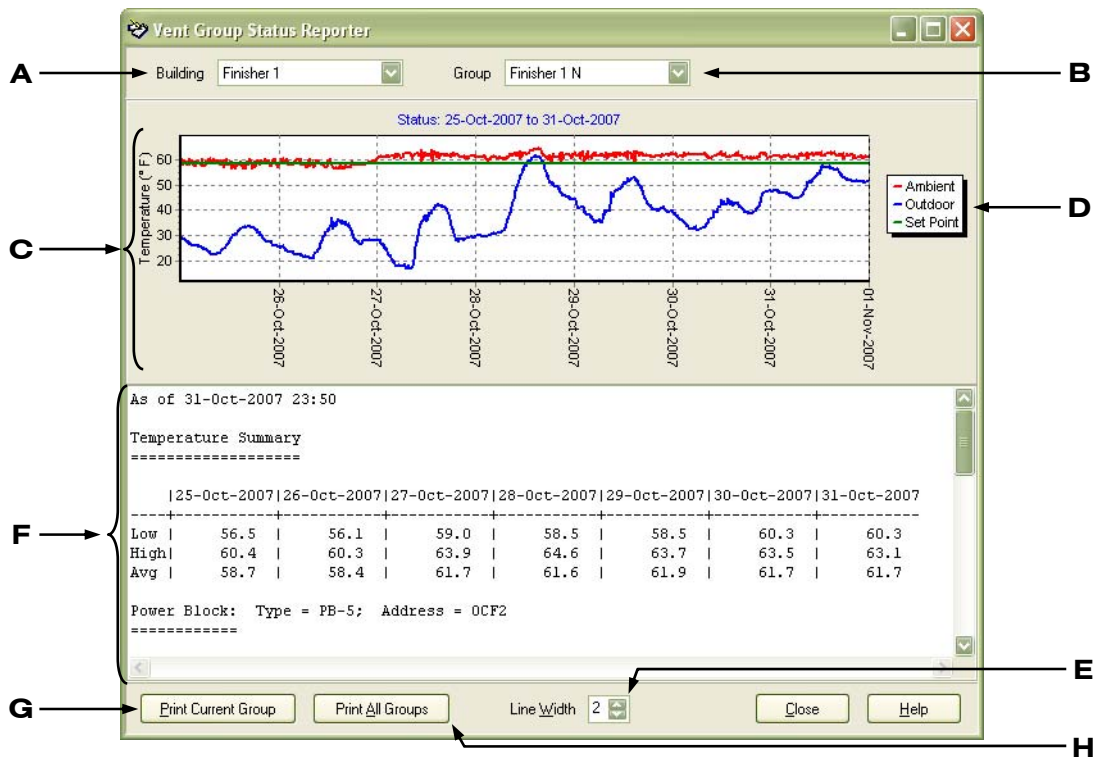 Vent Group Status Reporter
A Building Finisher 1 Group Finisher 1 N B
Status: 25-Oct-2007 to 31-Oct-2007
C
Temperature (° F)
60
50
40
30
20
Ambient
Outdoor
Set Point
D
26-Oct-2007 27-Oct-2007 28-Oct-2007 29-Oct-2007 30-Oct-2007 31-Oct-2007 01-Nov-2007
F
As of 31-Oct-2007 23:50
Temperature Summary
===================
|25-Oct-2007|26-Oct-2007|27-Oct-2007|28-Oct-2007|29-Oct-2007|30-Oct-2007|31-Oct-2007
----+-----------+-----------+-----------+-----------+-----------+-----------+-----------
Low | 56.5 | 56.1 | 59.0 | 58.5 | 58.5 | 60.3 | 60.3
High| 60.4 | 60.3 | 63.9 | 64.6 | 63.7 | 63.5 | 63.1
Avg | 58.7 | 58.4 | 61.7 | 61.6 | 61.9 | 61.7 | 61.7
Power Block: Type = PB-5; Address = 0CF2
============
E
G Print Current Group Print All Groups Line Width 2 Close Help
H